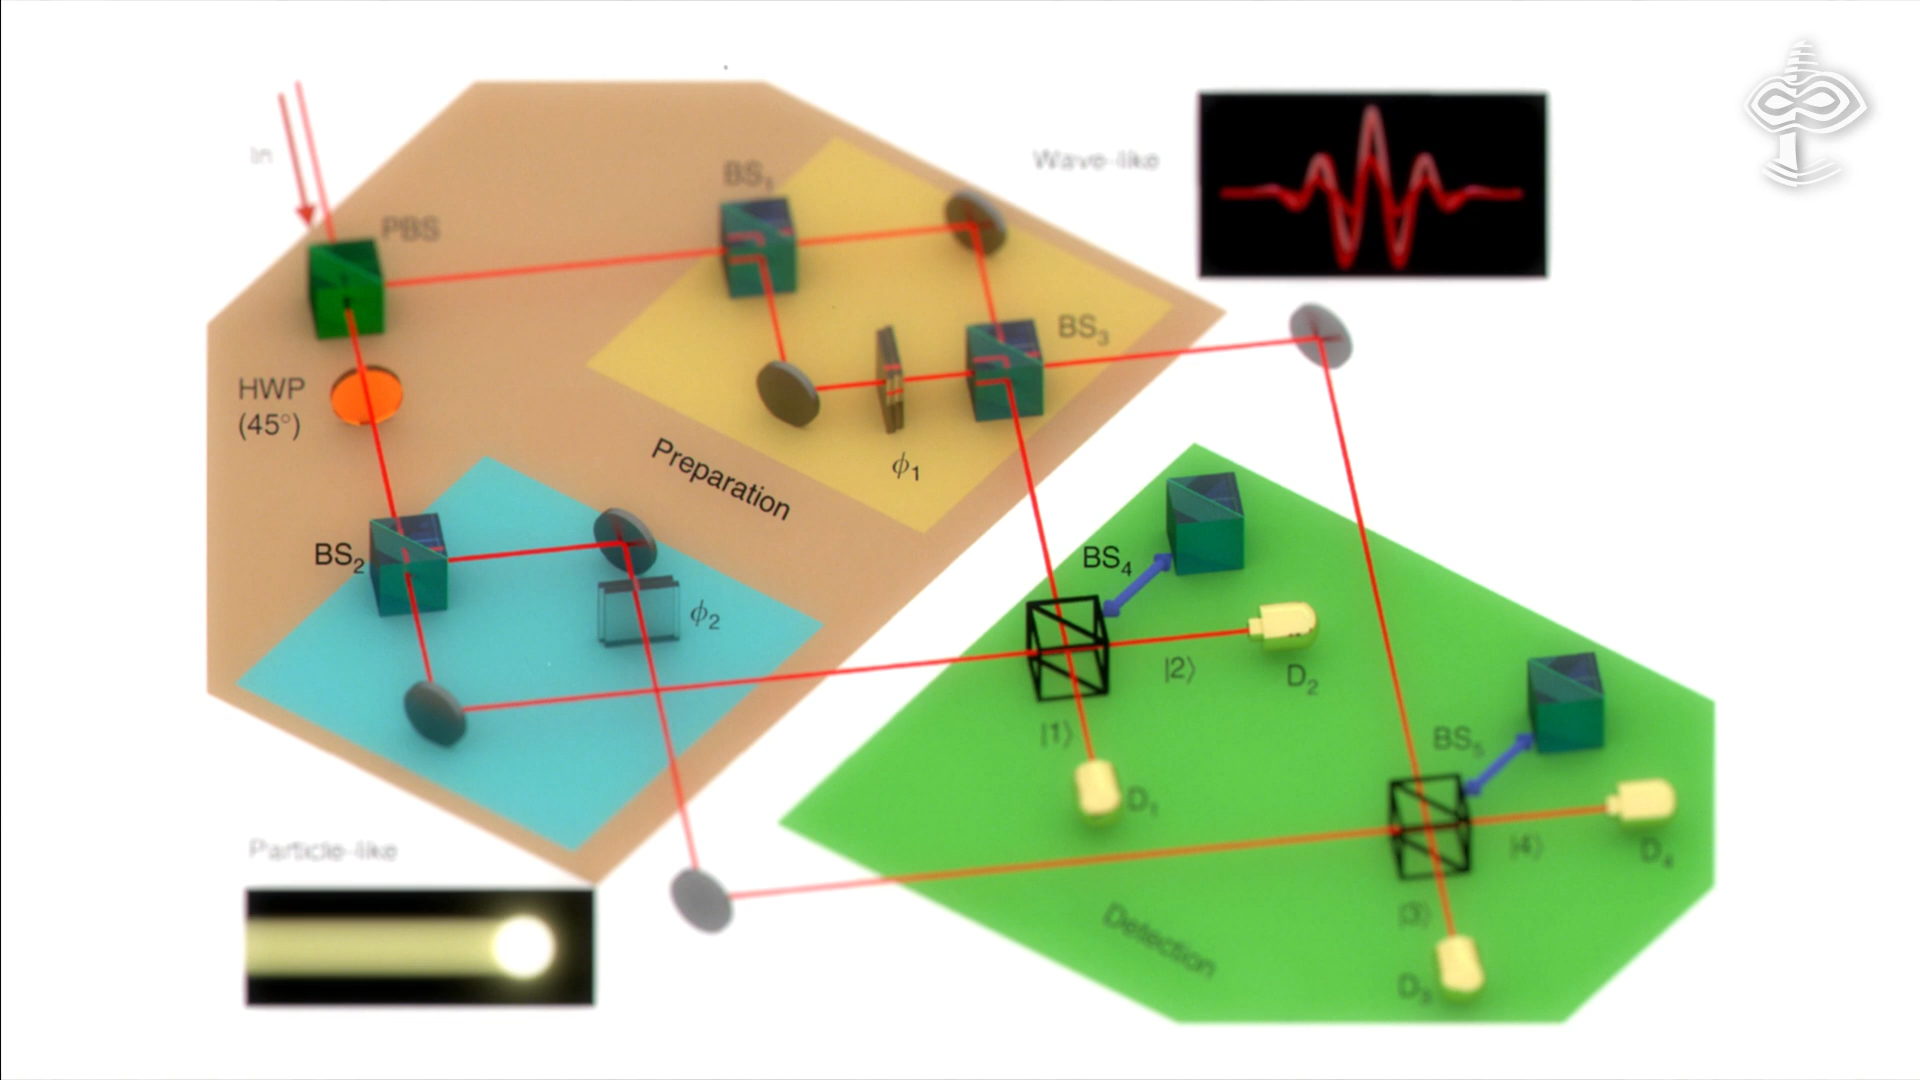 In
PBS
BS₁
Wave-like
HWP
(45°)
BS₃
Preparation
ϕ₁
BS₂
ϕ₂
BS₄
|2⟩
D₂
|1⟩
D₁
BS₅
|4⟩
D₄
Particle-like
|3⟩
Detection
D₃